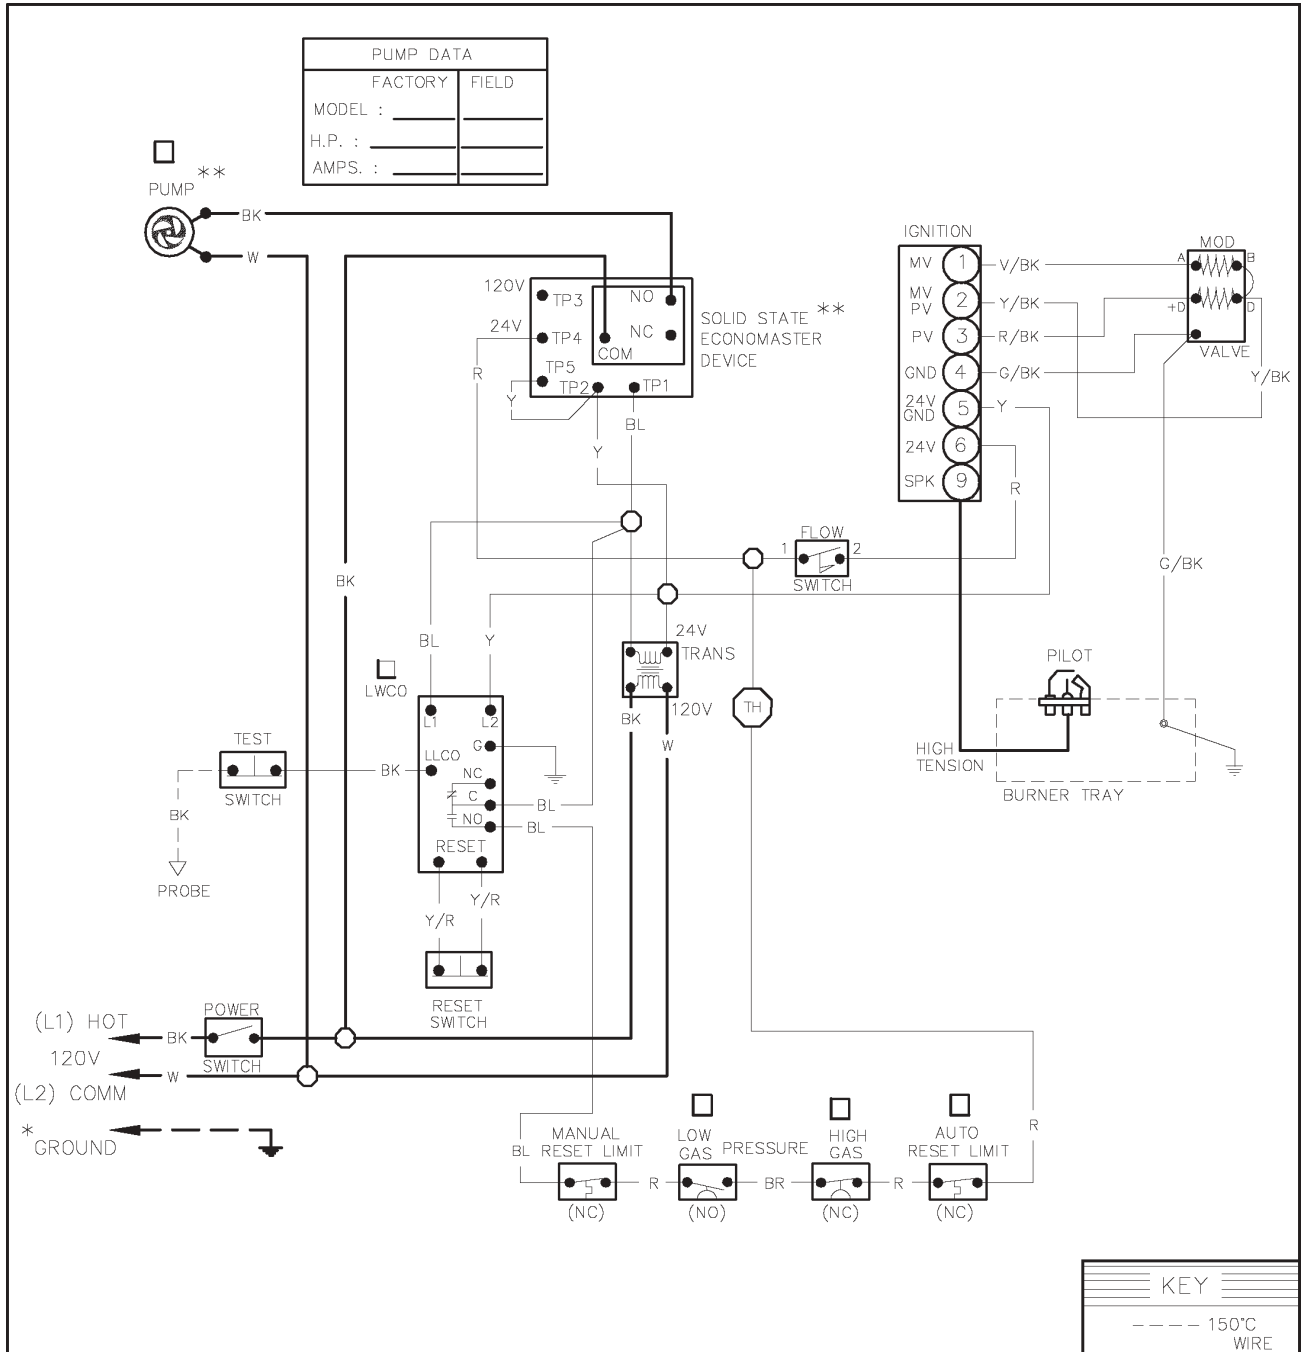 PUMP DATA
FACTORY FIELD
MODEL :
H.P. :
AMPS. :
PUMP **
BK
W
120V
TP3
NO
24V
TP4
NC
COM
TP5
TP2
TP1
SOLID STATE **
ECONOMASTER
DEVICE
R
Y
BL
Y
IGNITION
MV 1 V/BK
MV
PV 2 Y/BK
PV 3 R/BK
GND 4 G/BK
24V
GND 5 Y
24V 6
SPK 9
R
MOD
A B
+D D
VALVE
Y/BK
G/BK
1 FLOW 2
SWITCH
BK
BL
Y
24V
TRANS
120V
BK
W
TH
LWCO
L1 L2
G
LLCO
NC
C
NO
BL
BL
RESET
Y/R
Y/R
RESET
SWITCH
TEST
SWITCH
BK
BK
PROBE
PILOT
HIGH
TENSION
BURNER TRAY
POWER
SWITCH
(L1) HOT
BK
120V
W
(L2) COMM
*
GROUND
BL
MANUAL
RESET LIMIT
(NC)
R
LOW
GAS
PRESSURE
(NO)
BR
HIGH
GAS
(NC)
R
AUTO
RESET LIMIT
(NC)
R
KEY
150°C
WIRE